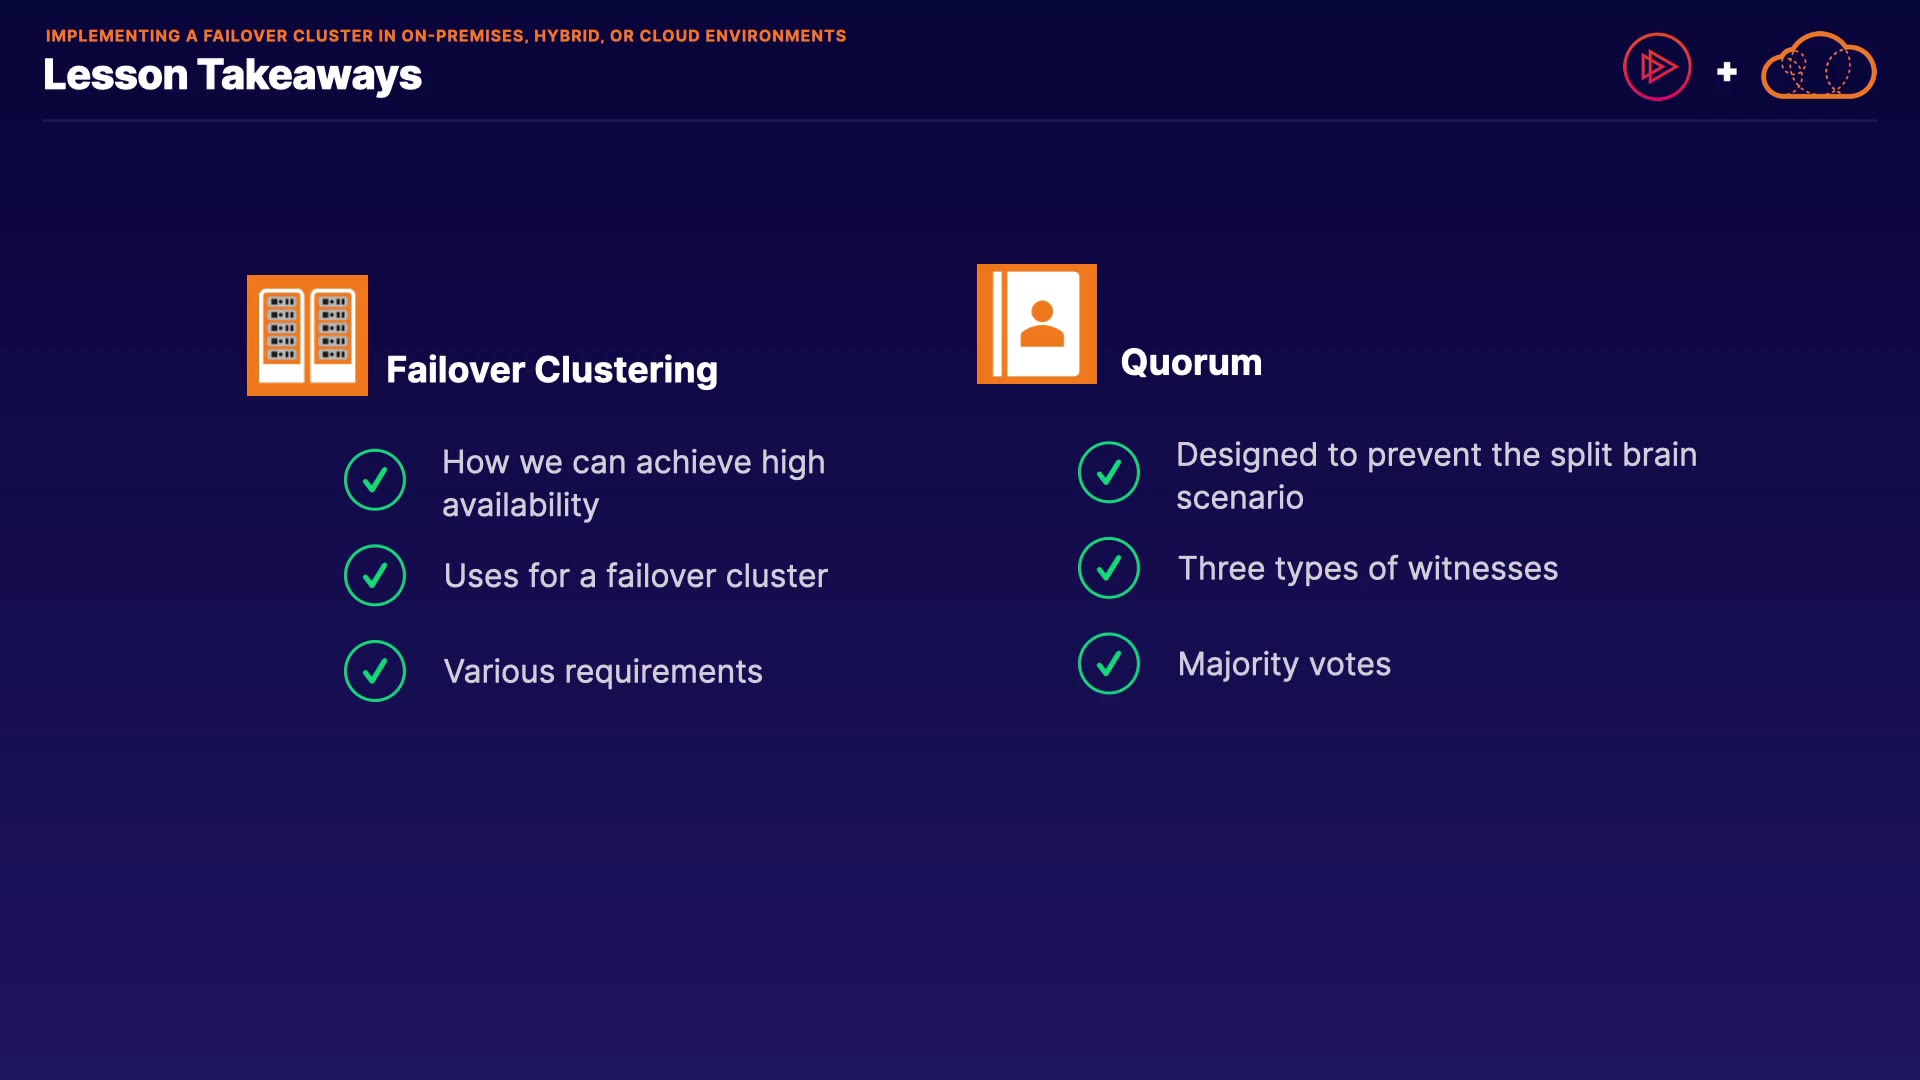 IMPLEMENTING A FAILOVER CLUSTER IN ON-PREMISES, HYBRID, OR CLOUD ENVIRONMENTS
Lesson Takeaways
Failover Clustering
How we can achieve high
availability
Uses for a failover cluster
Various requirements
Quorum
Designed to prevent the split brain
scenario
Three types of witnesses
Majority votes